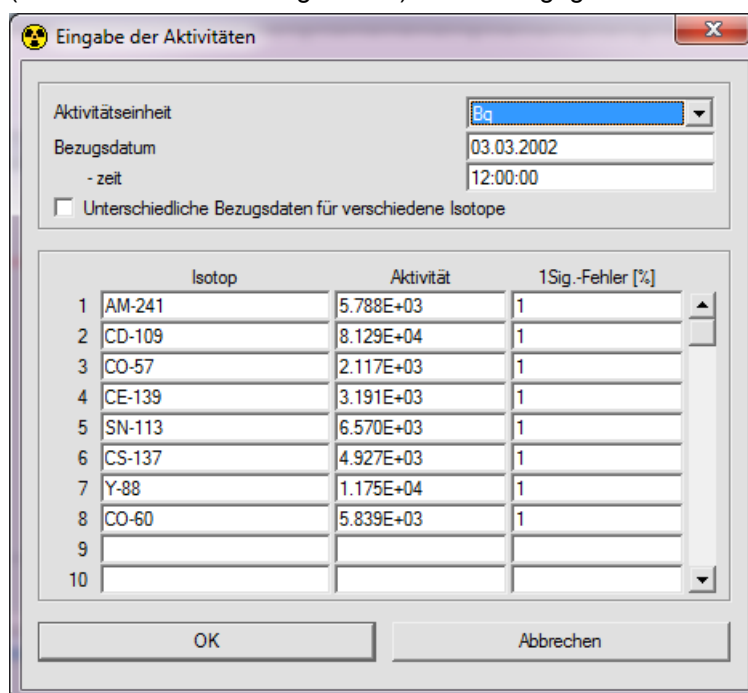 Eingabe der Aktivitäten
Aktivitätseinheit Bq
Bezugsdatum 03.03.2002
- zeit 12:00:00
Unterschiedliche Bezugsdaten für verschiedene Isotope
Isotop Aktivität 1Sig.-Fehler [%]
1 AM-241 5.788E+03 1
2 CD-109 8.129E+04 1
3 CO-57 2.117E+03 1
4 CE-139 3.191E+03 1
5 SN-113 6.570E+03 1
6 CS-137 4.927E+03 1
7 Y-88 1.175E+04 1
8 CO-60 5.839E+03 1
9
10
OK Abbrechen